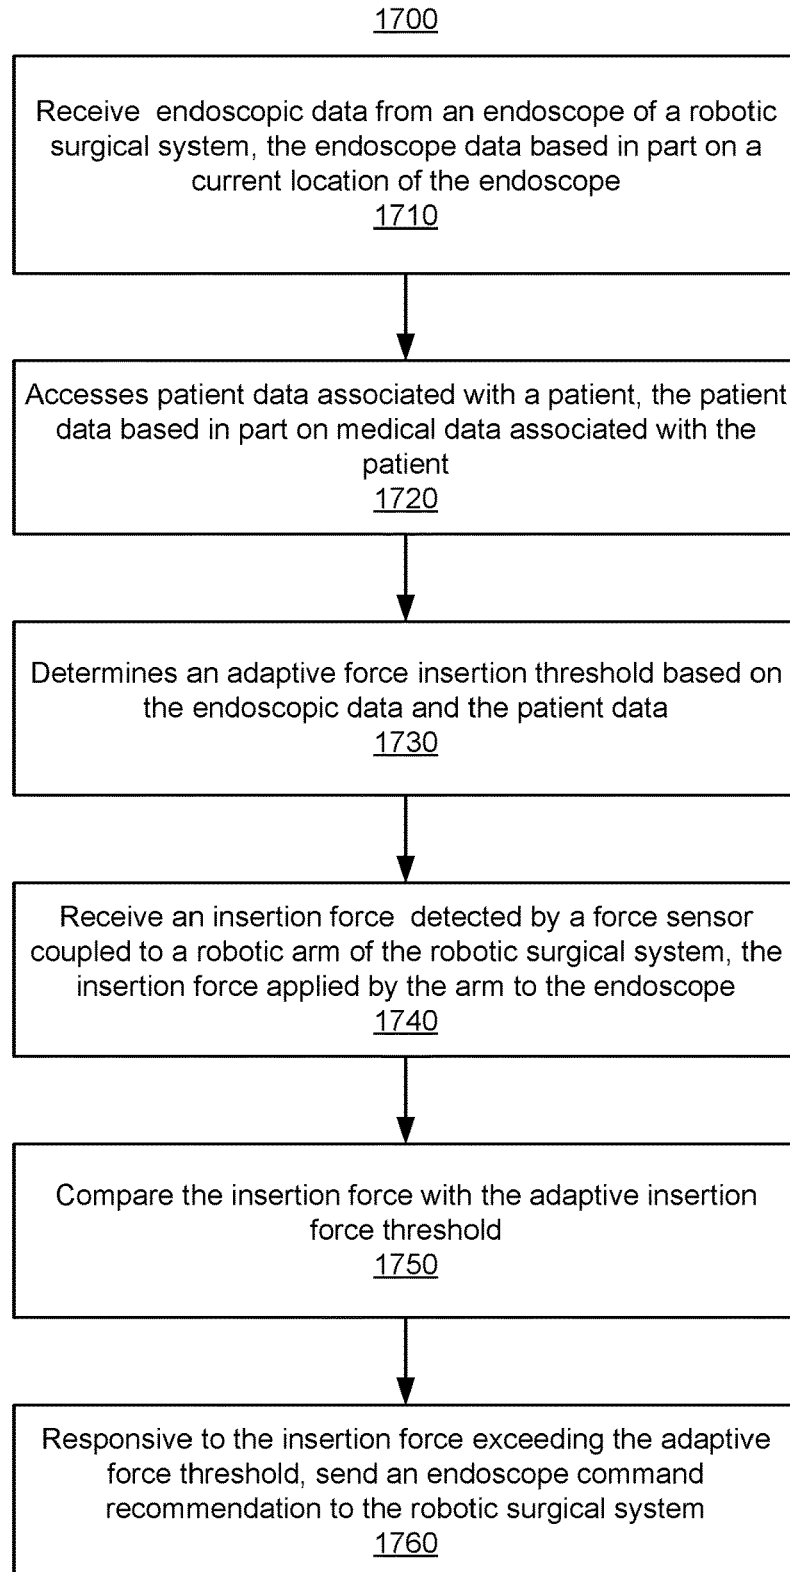 1700
Receive endoscopic data from an endoscope of a robotic
surgical system, the endoscope data based in part on a
current location of the endoscope
1710
Accesses patient data associated with a patient, the patient
data based in part on medical data associated with the
patient
1720
Determines an adaptive force insertion threshold based on
the endoscopic data and the patient data
1730
Receive an insertion force detected by a force sensor
coupled to a robotic arm of the robotic surgical system, the
insertion force applied by the arm to the endoscope
1740
Compare the insertion force with the adaptive insertion
force threshold
1750
Responsive to the insertion force exceeding the adaptive
force threshold, send an endoscope command
recommendation to the robotic surgical system
1760